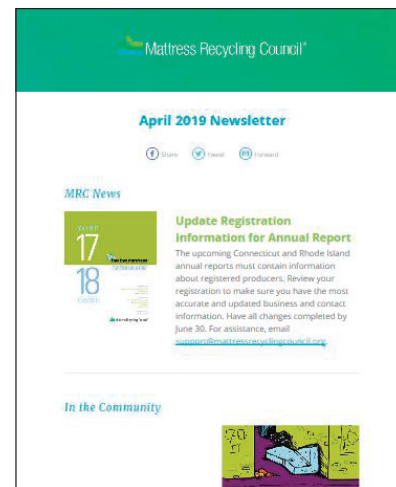 Mattress Recycling Council®
April 2019 Newsletter
Share Tweet Forward
MRC News
17
18
Update Registration
Information for Annual Report
The upcoming Connecticut and Rhode Island
annual reports must contain information
about registered producers. Review your
registration to make sure you have the most
accurate and updated business and contact
information. Have all changes completed by
June 30. For assistance, email
support@mattressrecyclingcouncil.org.
In the Community